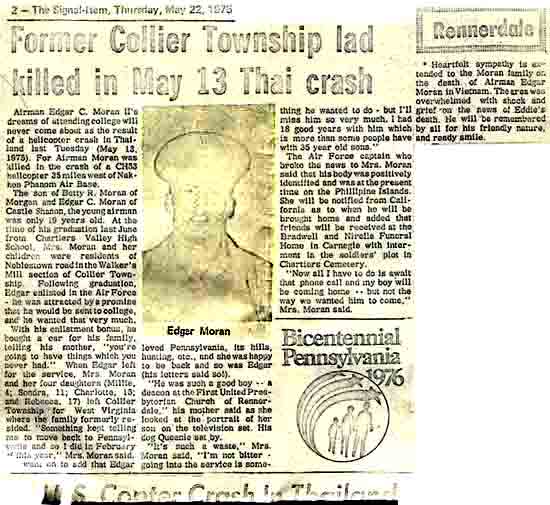 2 — The Signal-Item, Thursday, May 22, 1975
Former Collier Township lad
killed in May 13 Thai crash
Airman Edgar C. Moran II's
dreams of attending college will
never come about as the result
of a helicopter crash in Thai-
land last Tuesday (May 13,
1975). For Airman Moran was
killed in the crash of a CH53
helicopter 35 miles west of Nak-
hon Phanom Air Base.
The son of Betty R. Moran of
Morgan and Edgar C. Moran of
Castle Shanon, the young airman
was only 19 years old. At the
time of his graduation last June
from Chartiers Valley High
School, Mrs. Moran and her
children were residents of
Noblestown road in the Walker's
Mill section of Collier Town-
ship. Following graduation,
Edgar enlisted in the Air Force
- he was attracted by a promise
that he would be sent to college,
and he wanted that very much.
With his enlistment bonus, he
bought a car for his family,
telling his mother, "you're
going to have things which you
never had." When Edgar left
for the service, Mrs. Moran
and her four daughters (Millie,
4; Sondra, 11; Charlotte, 15;
and Rebecca, 17) left Collier
Township for West Virginia
where the family formerly re-
sided. "Something kept telling
me to move back to Pennsyl-
vania and so I did in February
of this year," Mrs. Moran said.
went on to add that Edgar
Edgar Moran
loved Pennsylvania, its hills,
hunting, etc., and she was happy
to be back and so was Edgar
(his letters said so!).
"He was such a good boy -- a
deacon at the First United Pres-
byterian Church of Renner-
dale," his mother said as she
looked at the portrait of her
son on the television set. His
dog Queenie sat by.
"It's such a waste," Mrs.
Moran said, "I'm not bitter -
going into the service is some-
thing he wanted to do - but I'll
miss him so very much. I had
18 good years with him which
is more than some people have
with 35 year old sons."
The Air Force captain who
broke the news to Mrs. Moran
said that his body was positively
identified and was at the present
time on the Phillipine Islands.
She will be notified from Cali-
fornia as to when he will be
brought home and added that
friends will be received at the
Bradwell and Nirella Funeral
Home in Carnegie with inter-
ment in the soldiers' plot in
Chartiers Cemetery.
"Now all I have to do is await
that phone call and my boy will
be coming home -- but not the
way we wanted him to come,"
Mrs. Moran said.
Bicentennial
Pennsylvania
1976
Rennerdale
* Heartfelt sympathy is ex-
tended to the Moran family on
the death of Airman Edgar
Moran in Vietnam. The area was
overwhelmed with shock and
grief on the news of Eddie's
death. He will be remembered
by all for his friendly nature,
and ready smile.
U.S. Copter Crash In Thailand